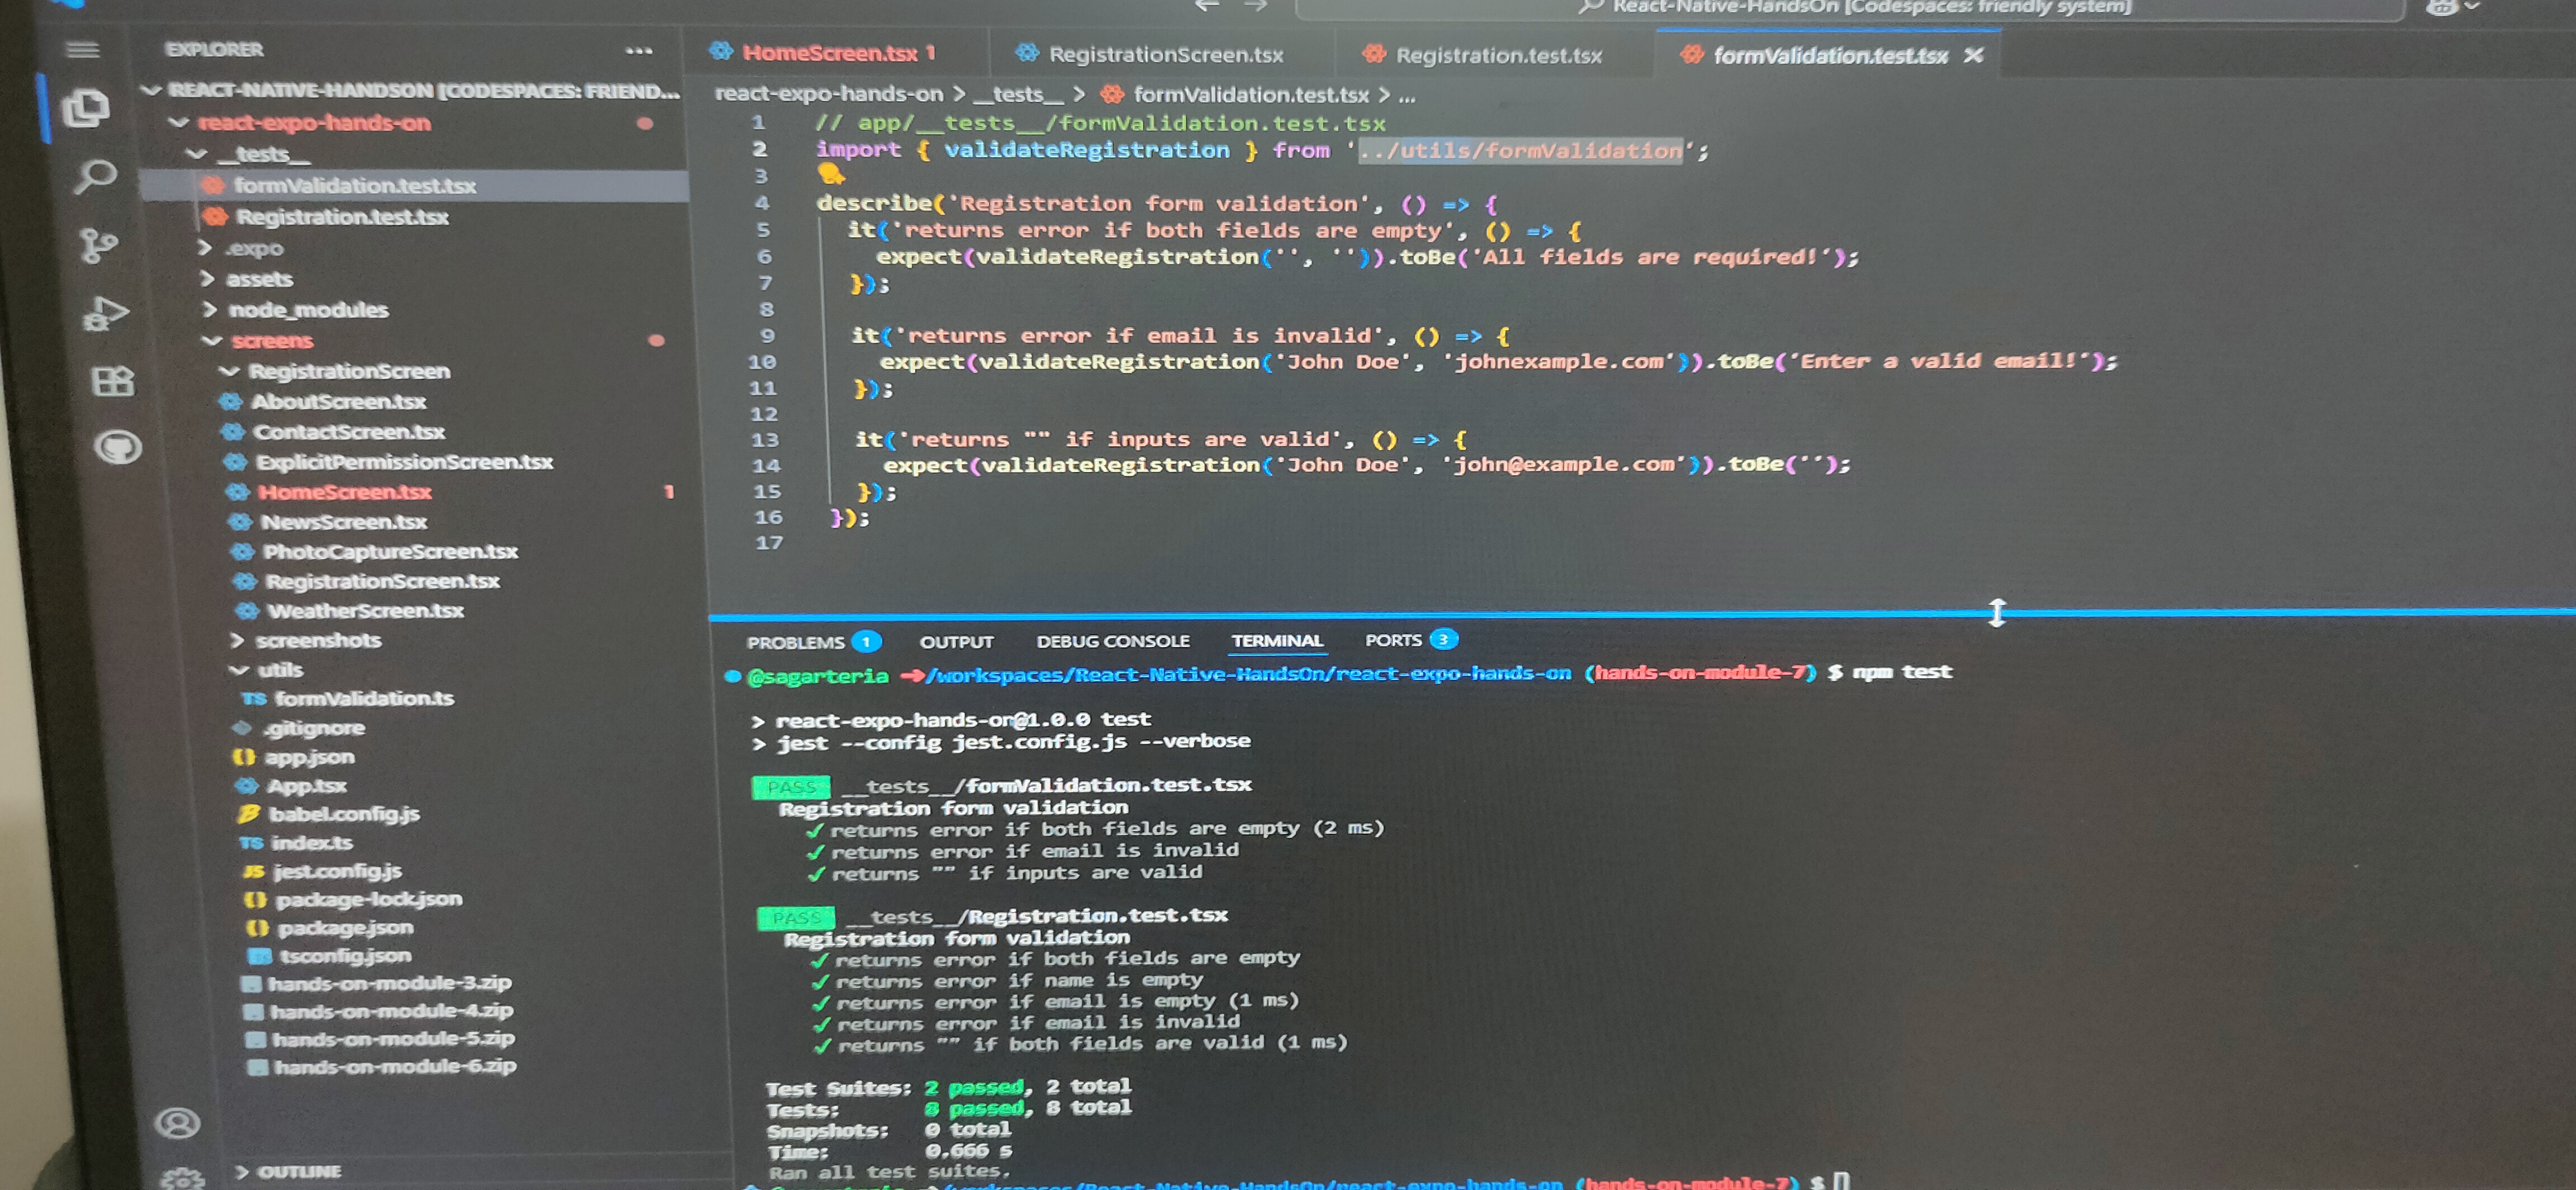 React-Native-HandsOn [Codespaces: friendly system]
EXPLORER
REACT-NATIVE-HANDSON [CODESPACES: FRIEND...
react-expo-hands-on
__tests__
formValidation.test.tsx
Registration.test.tsx
.expo
assets
node_modules
screens
RegistrationScreen
AboutScreen.tsx
ContactScreen.tsx
ExplicitPermissionScreen.tsx
HomeScreen.tsx 1
NewsScreen.tsx
PhotoCaptureScreen.tsx
RegistrationScreen.tsx
WeatherScreen.tsx
screenshots
utils
TS formValidation.ts
.gitignore
{} app.json
App.tsx
babel.config.js
TS index.ts
JS jest.config.js
{} package-lock.json
{} package.json
tsconfig.json
hands-on-module-3.zip
hands-on-module-4.zip
hands-on-module-5.zip
hands-on-module-6.zip
OUTLINE
HomeScreen.tsx 1
RegistrationScreen.tsx
Registration.test.tsx
formValidation.test.tsx
react-expo-hands-on > __tests__ > formValidation.test.tsx > ...
1 // app/__tests__/formValidation.test.tsx
2 import { validateRegistration } from '../utils/formValidation';
3
4 describe('Registration form validation', () => {
5 it('returns error if both fields are empty', () => {
6 expect(validateRegistration('', '')).toBe('All fields are required!');
7 });
8
9 it('returns error if email is invalid', () => {
10 expect(validateRegistration('John Doe', 'johnexample.com')).toBe('Enter a valid email!');
11 });
12
13 it('returns "" if inputs are valid', () => {
14 expect(validateRegistration('John Doe', 'john@example.com')).toBe('');
15 });
16 });
17
PROBLEMS 1 OUTPUT DEBUG CONSOLE TERMINAL PORTS 3
@sagarteria ➜/workspaces/React-Native-HandsOn/react-expo-hands-on (hands-on-module-7) $ npm test
> react-expo-hands-on@1.0.0 test
> jest --config jest.config.js --verbose
PASS __tests__/formValidation.test.tsx
Registration form validation
✓ returns error if both fields are empty (2 ms)
✓ returns error if email is invalid
✓ returns "" if inputs are valid
PASS __tests__/Registration.test.tsx
Registration form validation
✓ returns error if both fields are empty
✓ returns error if name is empty
✓ returns error if email is empty (1 ms)
✓ returns error if email is invalid
✓ returns "" if both fields are valid (1 ms)
Test Suites: 2 passed, 2 total
Tests: 8 passed, 8 total
Snapshots: 0 total
Time: 0.666 s
Ran all test suites.
/workspaces/React-Native-HandsOn/react-expo-hands-on (hands-on-module-7) $